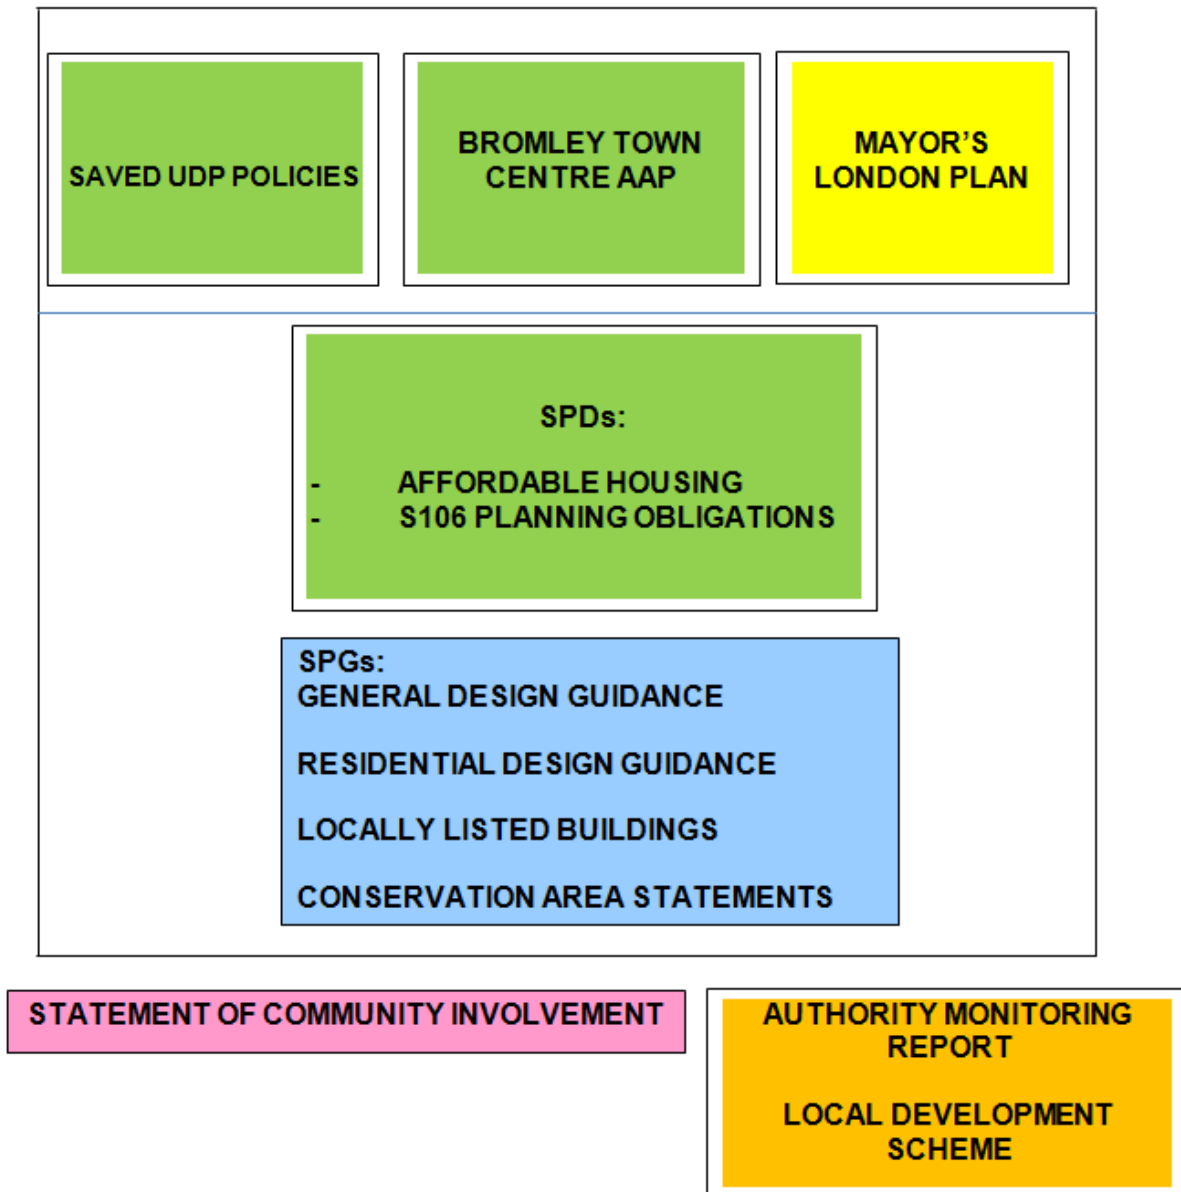 SAVED UDP POLICIES
BROMLEY TOWN
CENTRE AAP
MAYOR’S
LONDON PLAN
SPDs:
- AFFORDABLE HOUSING
- S106 PLANNING OBLIGATIONS
SPGs:
GENERAL DESIGN GUIDANCE
RESIDENTIAL DESIGN GUIDANCE
LOCALLY LISTED BUILDINGS
CONSERVATION AREA STATEMENTS
STATEMENT OF COMMUNITY INVOLVEMENT
AUTHORITY MONITORING
REPORT
LOCAL DEVELOPMENT
SCHEME